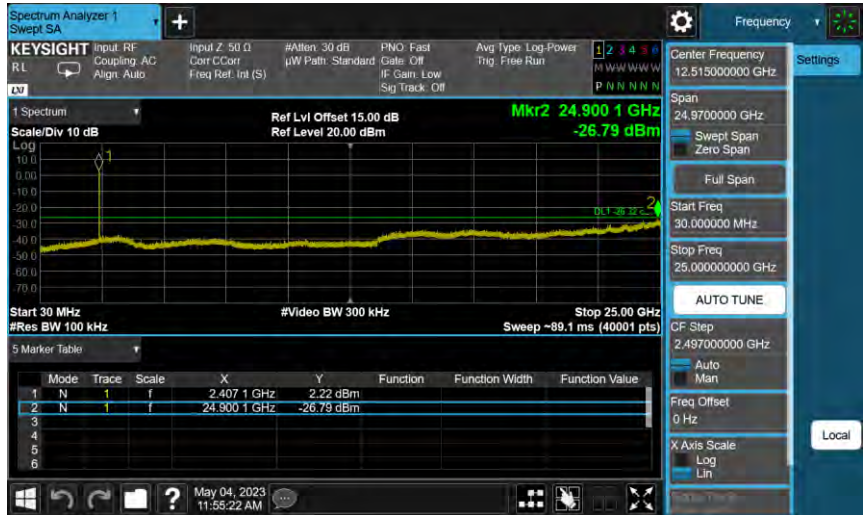 Spectrum Analyzer 1
Swept SA
+
Frequency
KEYSIGHT
RL
LXI
Input: RF
Coupling: AC
Align: Auto
Input Z: 50 Ω
Corr CCorr
Freq Ref: Int (S)
#Atten: 30 dB
µW Path: Standard
PNO: Fast
Gate: Off
IF Gain: Low
Sig Track: Off
Avg Type: Log-Power
Trig: Free Run
1 2 3 4 5 6
M W W W W W
P N N N N N
Center Frequency
12.515000000 GHz
Settings
1 Spectrum
Scale/Div 10 dB
Ref Lvl Offset 15.00 dB
Ref Level 20.00 dBm
Mkr2 24.900 1 GHz
-26.79 dBm
Span
24.9700000 GHz
Swept Span
Zero Span
Full Span
Start Freq
30.000000 MHz
Stop Freq
25.000000000 GHz
AUTO TUNE
CF Step
2.497000000 GHz
Auto
Man
Freq Offset
0 Hz
X Axis Scale
Log
Lin
Local
Log
10.0
0.00
-10.0
-20.0
-30.0
-40.0
-50.0
-60.0
-70.0
1
2
Start 30 MHz
#Res BW 100 kHz
#Video BW 300 kHz
Stop 25.00 GHz
Sweep ~89.1 ms (40001 pts)
5 Marker Table
Mode Trace Scale X Y Function Function Width Function Value
1 N 1 f 2.407 1 GHz 2.22 dBm
2 N 1 f 24.900 1 GHz -26.79 dBm
3
4
5
6
?
May 04, 2023
11:55:22 AM